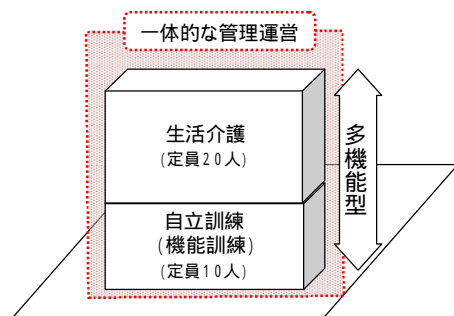 一体的な管理運営
生活介護
(定員20人)
自立訓練
(機能訓練)
(定員10人)
多機能型